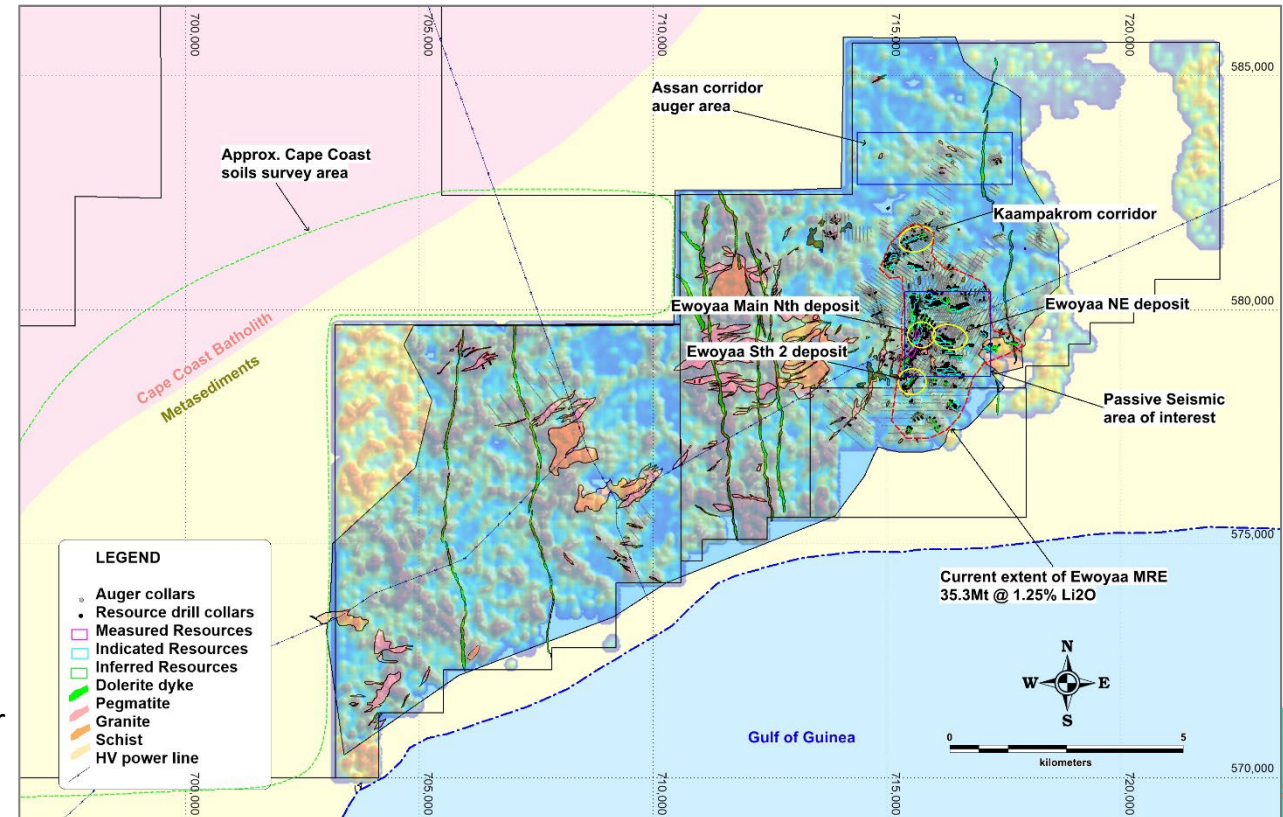 700,000
705,000
710,000
715,000
720,000
585,000
Assan corridor
auger area
Approx. Cape Coast
soils survey area
Kaampakrom corridor
Ewoyaa Main Nth deposit
Ewoyaa NE deposit
580,000
Ewoyaa Sth 2 deposit
Cape Coast Batholith
Metasediments
Passive Seismic
area of interest
575,000
Current extent of Ewoyaa MRE
35.3Mt @ 1.25% Li2O
LEGEND
Auger collars
Resource drill collars
Measured Resources
Indicated Resources
Inferred Resources
Dolerite dyke
Pegmatite
Granite
Schist
HV power line
r
N
W E
S
Gulf of Guinea
0 5
kilometers
570,000
700,000
705,000
710,000
715,000
720,000